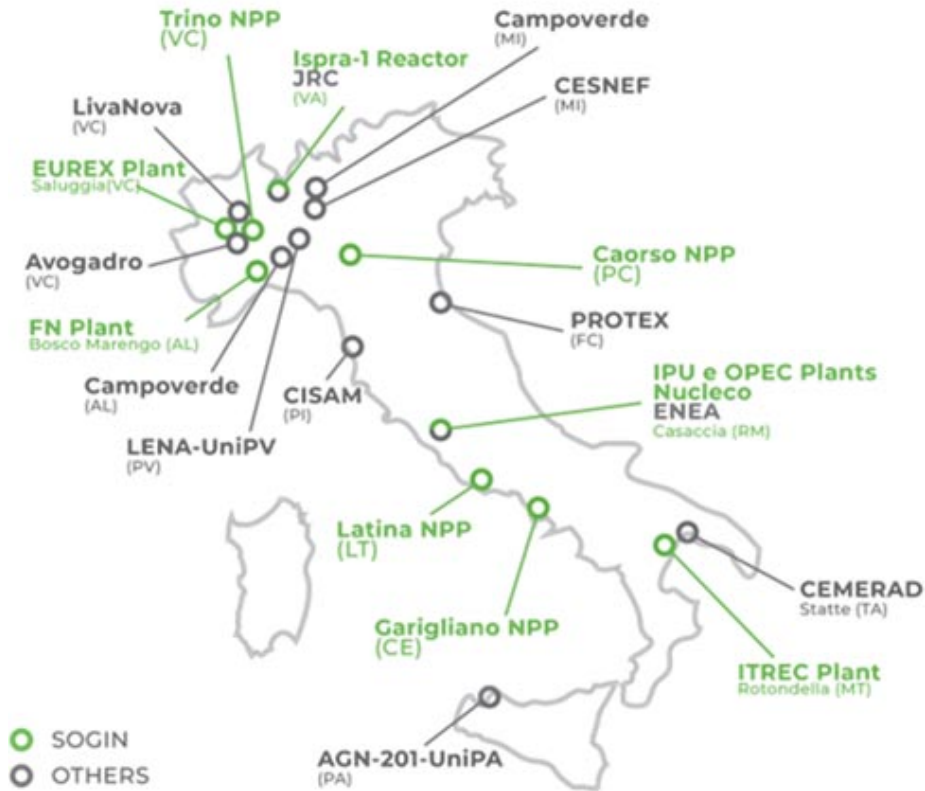 Trino NPP
(VC)
Campoverde
(MI)
Ispra-1 Reactor
JRC
(VA)
CESNEF
(MI)
LivaNova
(VC)
EUREX Plant
Saluggia(VC)
Avogadro
(VC)
Caorso NPP
(PC)
FN Plant
Bosco Marengo (AL)
PROTEX
(FC)
Campoverde
(AL)
CISAM
(PI)
IPU e OPEC Plants
Nucleco
ENEA
Casaccia (RM)
LENA-UniPV
(PV)
Latina NPP
(LT)
CEMERAD
Statte (TA)
Garigliano NPP
(CE)
ITREC Plant
Rotondella (MT)
AGN-201-UniPA
(PA)
SOGIN
OTHERS